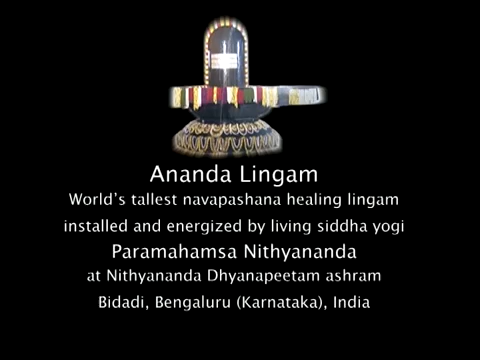 Ananda Lingam
World's tallest navapashana healing lingam
installed and energized by living siddha yogi
Paramahamsa Nithyananda
at Nithyananda Dhyanapeetam ashram
Bidadi, Bengaluru (Karnataka), India